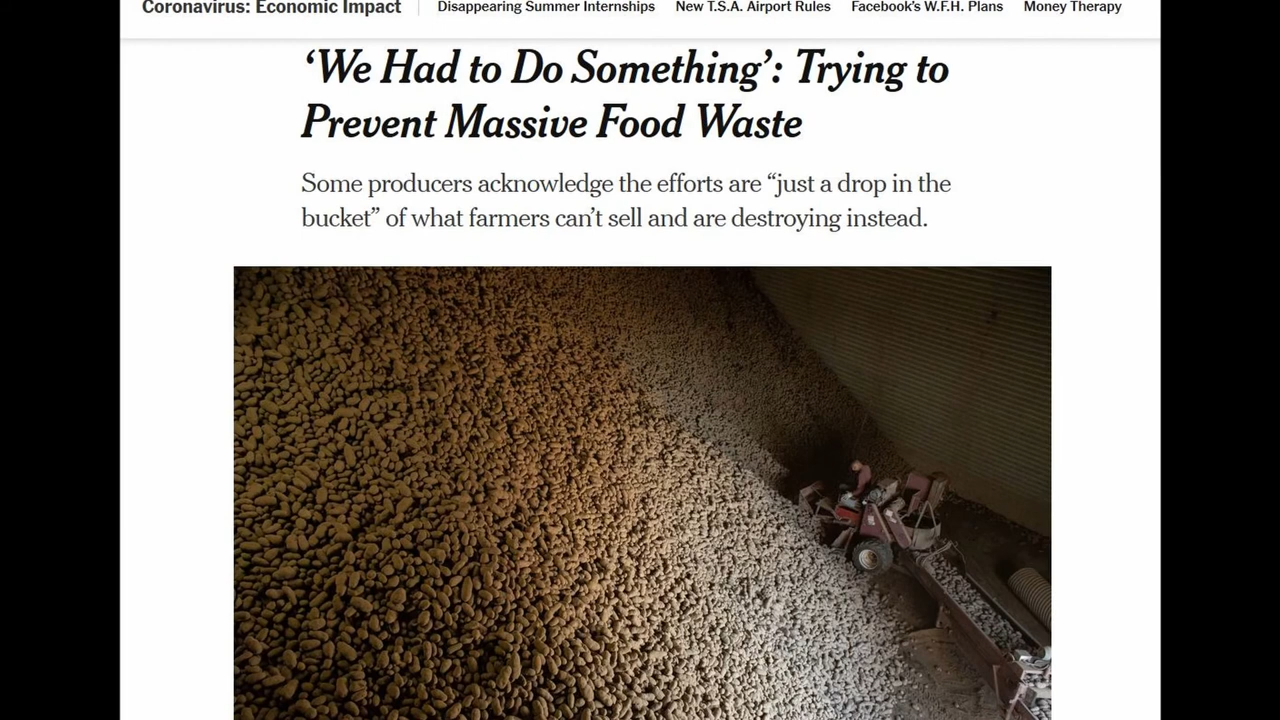 Coronavirus: Economic Impact Disappearing Summer Internships New T.S.A. Airport Rules Facebook's W.F.H. Plans Money Therapy
‘We Had to Do Something’: Trying to
Prevent Massive Food Waste
Some producers acknowledge the efforts are “just a drop in the
bucket” of what farmers can’t sell and are destroying instead.